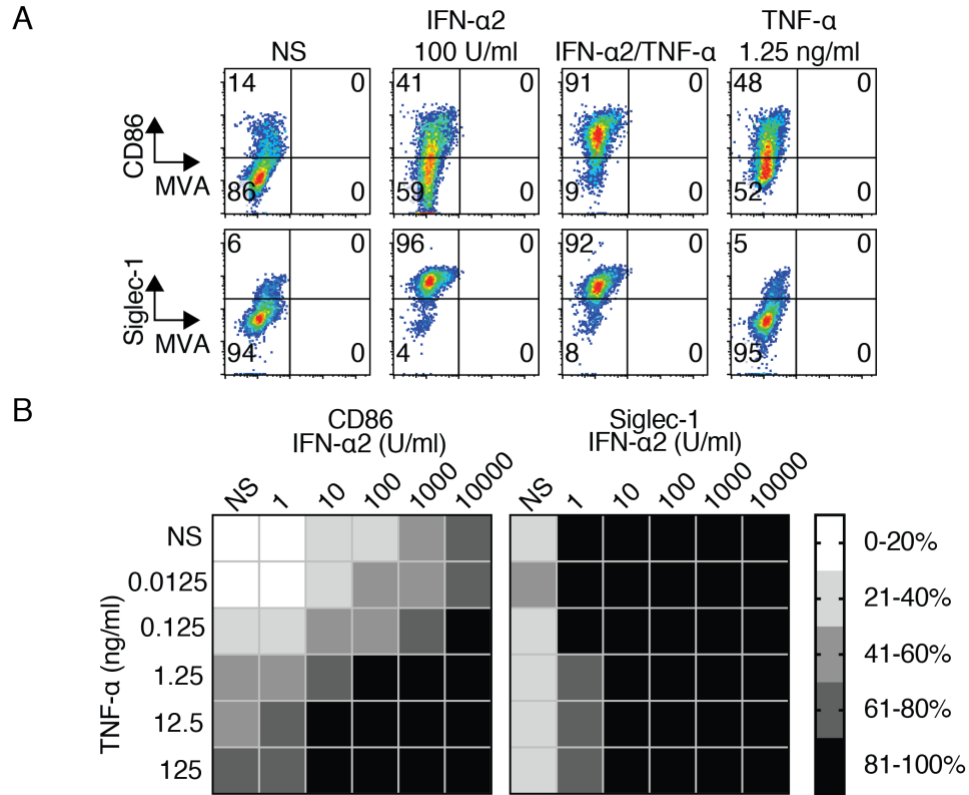 A
IFN-α2
TNF-α
NS
100 U/ml
IFN-α2/TNF-α
1.25 ng/ml
CD86
14
0
41
0
91
0
48
0
86
0
59
0
9
0
52
0
MVA
Siglec-1
6
0
96
0
92
0
5
0
94
0
4
0
8
0
95
0
MVA
B
CD86
Siglec-1
IFN-α2 (U/ml)
IFN-α2 (U/ml)
NS
1
10
100
1000
10000
NS
1
10
100
1000
10000
TNF-α (ng/ml)
NS
0.0125
0.125
1.25
12.5
125
0-20%
21-40%
41-60%
61-80%
81-100%